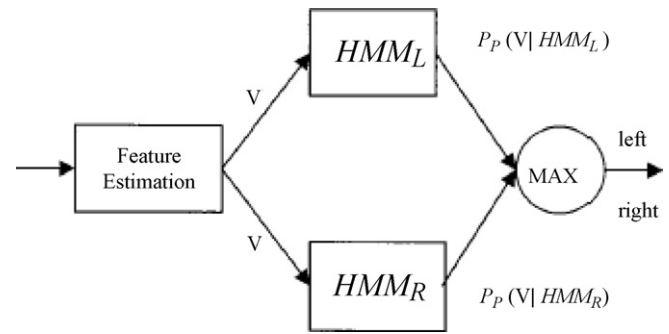 HMM_L
P_P (V| HMM_L)
V
Feature
Estimation
left
MAX
right
V
HMM_R
P_P (V| HMM_R)